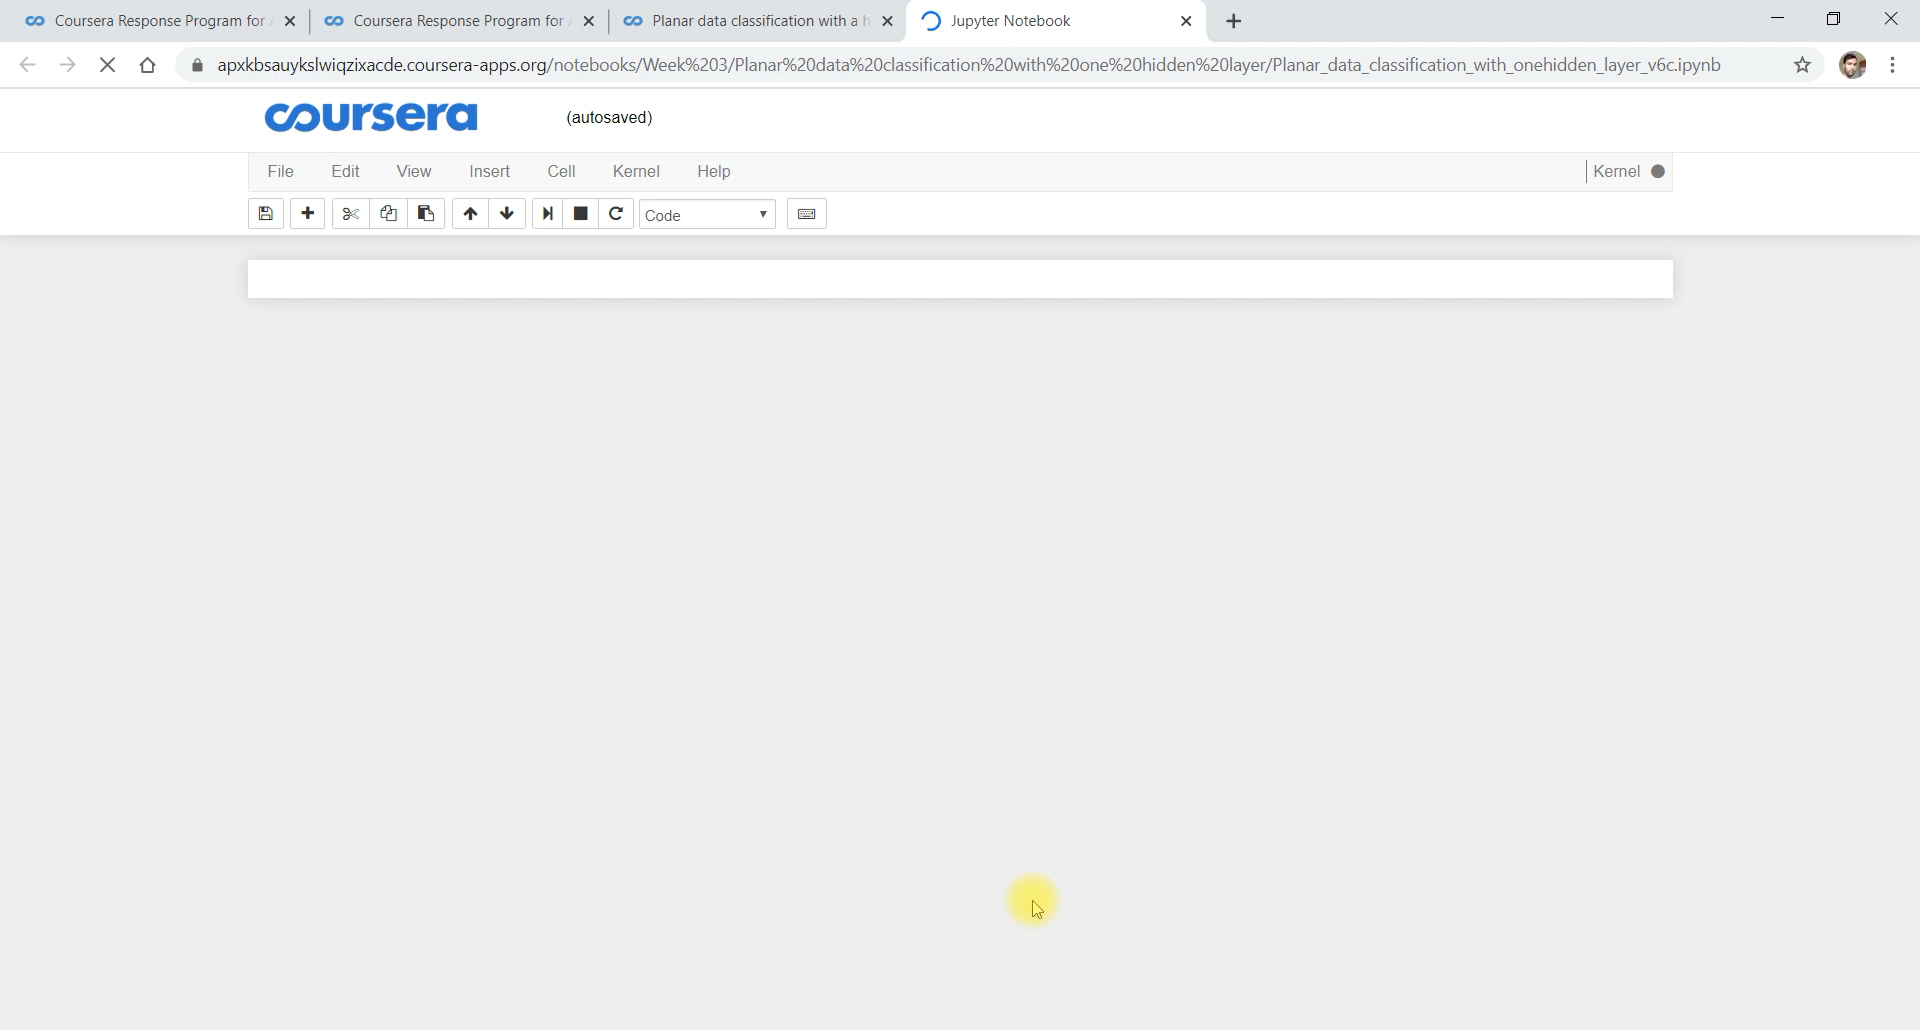 Coursera Response Program for
Coursera Response Program for
Planar data classification with a h
Jupyter Notebook
apxkbsauykslwiqzixacde.coursera-apps.org/notebooks/Week%203/Planar%20data%20classification%20with%20one%20hidden%20layer/Planar_data_classification_with_onehidden_layer_v6c.ipynb
coursera (autosaved)
File Edit View Insert Cell Kernel Help Kernel
Code